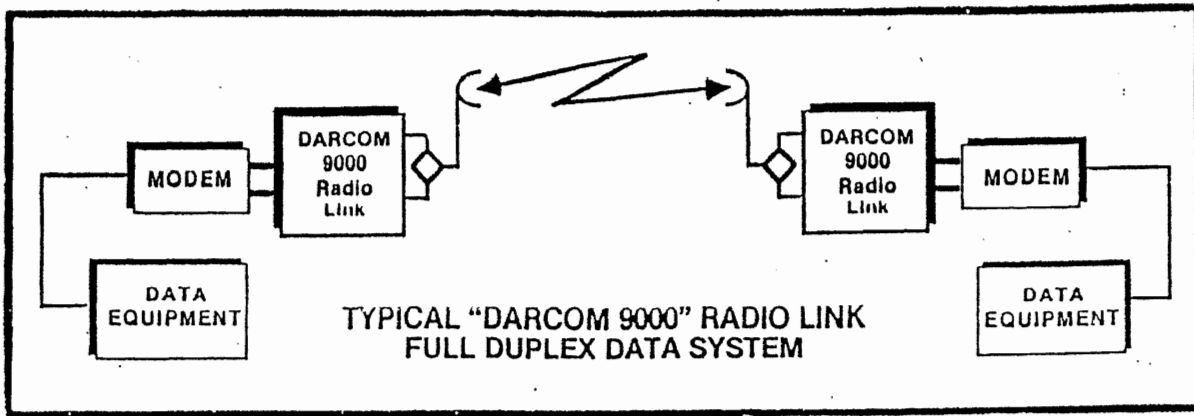 DARCOM
9000
Radio
Link
MODEM
DATA
EQUIPMENT
DARCOM
9000
Radio
Link
MODEM
DATA
EQUIPMENT
TYPICAL “DARCOM 9000” RADIO LINK
FULL DUPLEX DATA SYSTEM